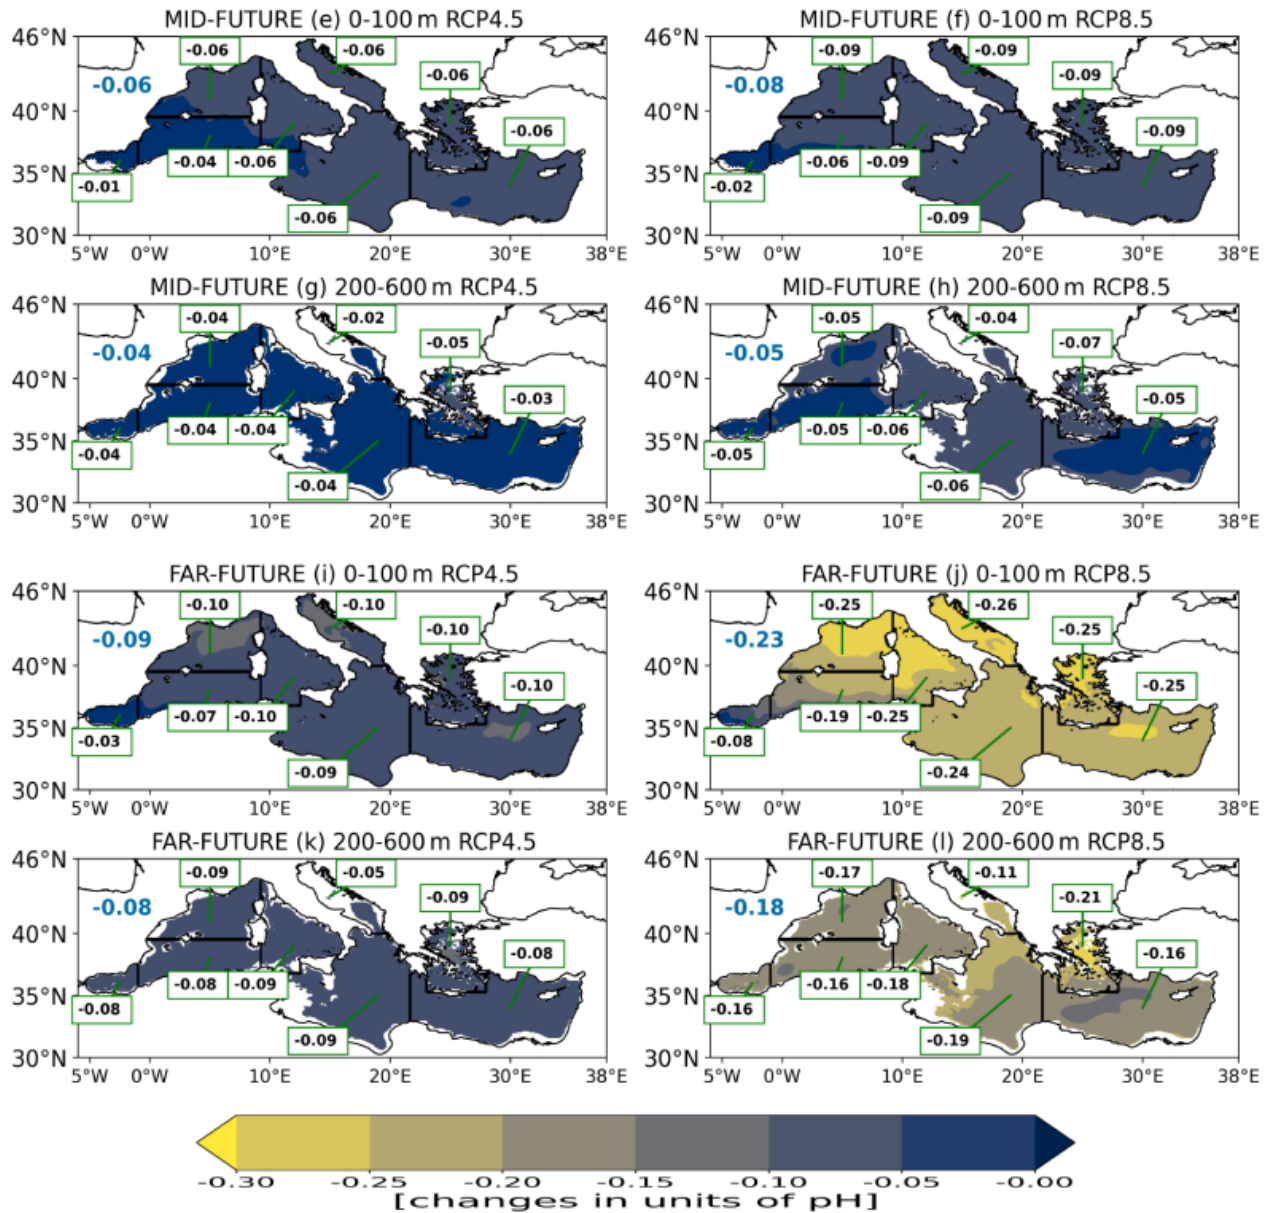 MID-FUTURE (e) 0-100 m RCP4.5
46°N
40°N
35°N
30°N
-0.06
-0.06
-0.06
-0.06
-0.06
-0.04
-0.06
-0.01
-0.06
5°W 0°W 10°E 20°E 30°E 38°E
MID-FUTURE (f) 0-100 m RCP8.5
46°N
40°N
35°N
30°N
-0.09
-0.09
-0.08
-0.09
-0.09
-0.06
-0.09
-0.02
-0.09
5°W 0°W 10°E 20°E 30°E 38°E
MID-FUTURE (g) 200-600 m RCP4.5
46°N
40°N
35°N
30°N
-0.04
-0.02
-0.04
-0.05
-0.03
-0.04
-0.04
-0.04
-0.04
5°W 0°W 10°E 20°E 30°E 38°E
MID-FUTURE (h) 200-600 m RCP8.5
46°N
40°N
35°N
30°N
-0.05
-0.04
-0.05
-0.07
-0.05
-0.05
-0.06
-0.05
-0.06
5°W 0°W 10°E 20°E 30°E 38°E
FAR-FUTURE (i) 0-100 m RCP4.5
46°N
40°N
35°N
30°N
-0.10
-0.10
-0.09
-0.10
-0.10
-0.07
-0.10
-0.03
-0.09
5°W 0°W 10°E 20°E 30°E 38°E
FAR-FUTURE (j) 0-100 m RCP8.5
46°N
40°N
35°N
30°N
-0.25
-0.26
-0.23
-0.25
-0.25
-0.19
-0.25
-0.08
-0.24
5°W 0°W 10°E 20°E 30°E 38°E
FAR-FUTURE (k) 200-600 m RCP4.5
46°N
40°N
35°N
30°N
-0.09
-0.05
-0.08
-0.09
-0.08
-0.08
-0.09
-0.08
-0.09
5°W 0°W 10°E 20°E 30°E 38°E
FAR-FUTURE (l) 200-600 m RCP8.5
46°N
40°N
35°N
30°N
-0.17
-0.11
-0.18
-0.21
-0.16
-0.16
-0.18
-0.16
-0.19
5°W 0°W 10°E 20°E 30°E 38°E
-0.30 -0.25 -0.20 -0.15 -0.10 -0.05 -0.00
[changes in units of pH]